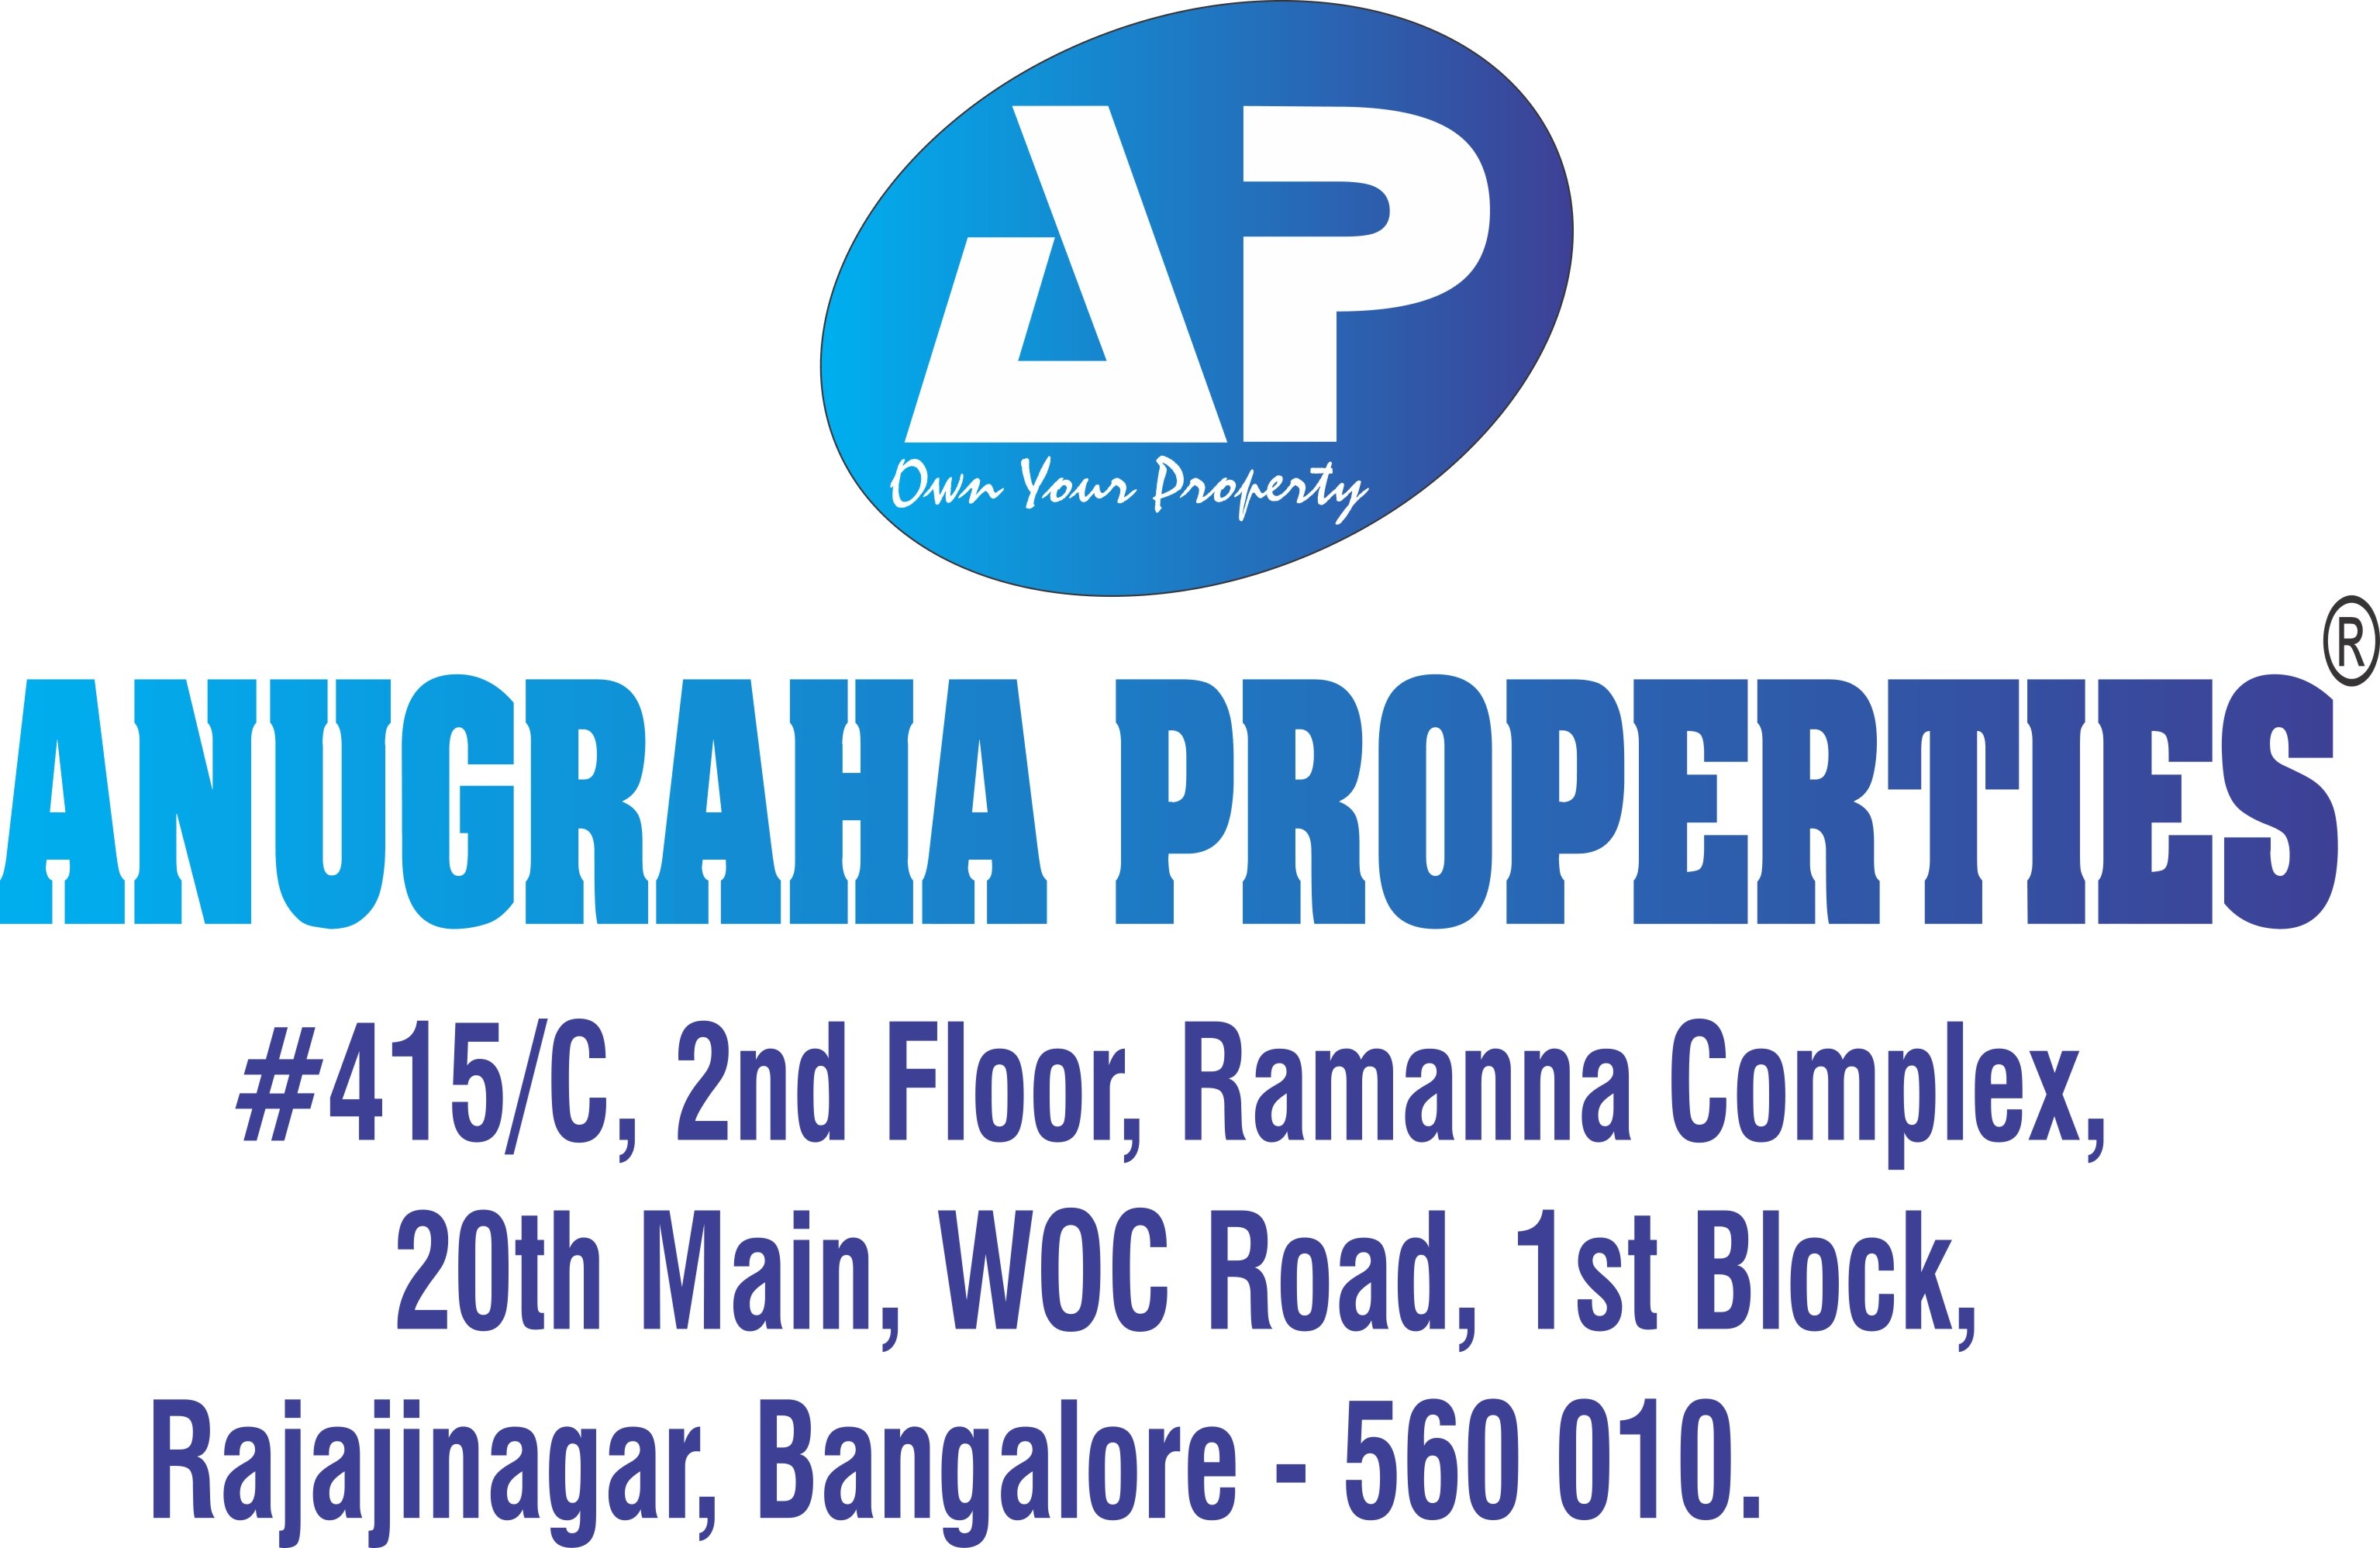 AP
Own Your Property
ANUGRAHA PROPERTIES®
#415/C, 2nd Floor, Ramanna Complex,
20th Main, WOC Road, 1st Block,
Rajajinagar, Bangalore - 560 010.